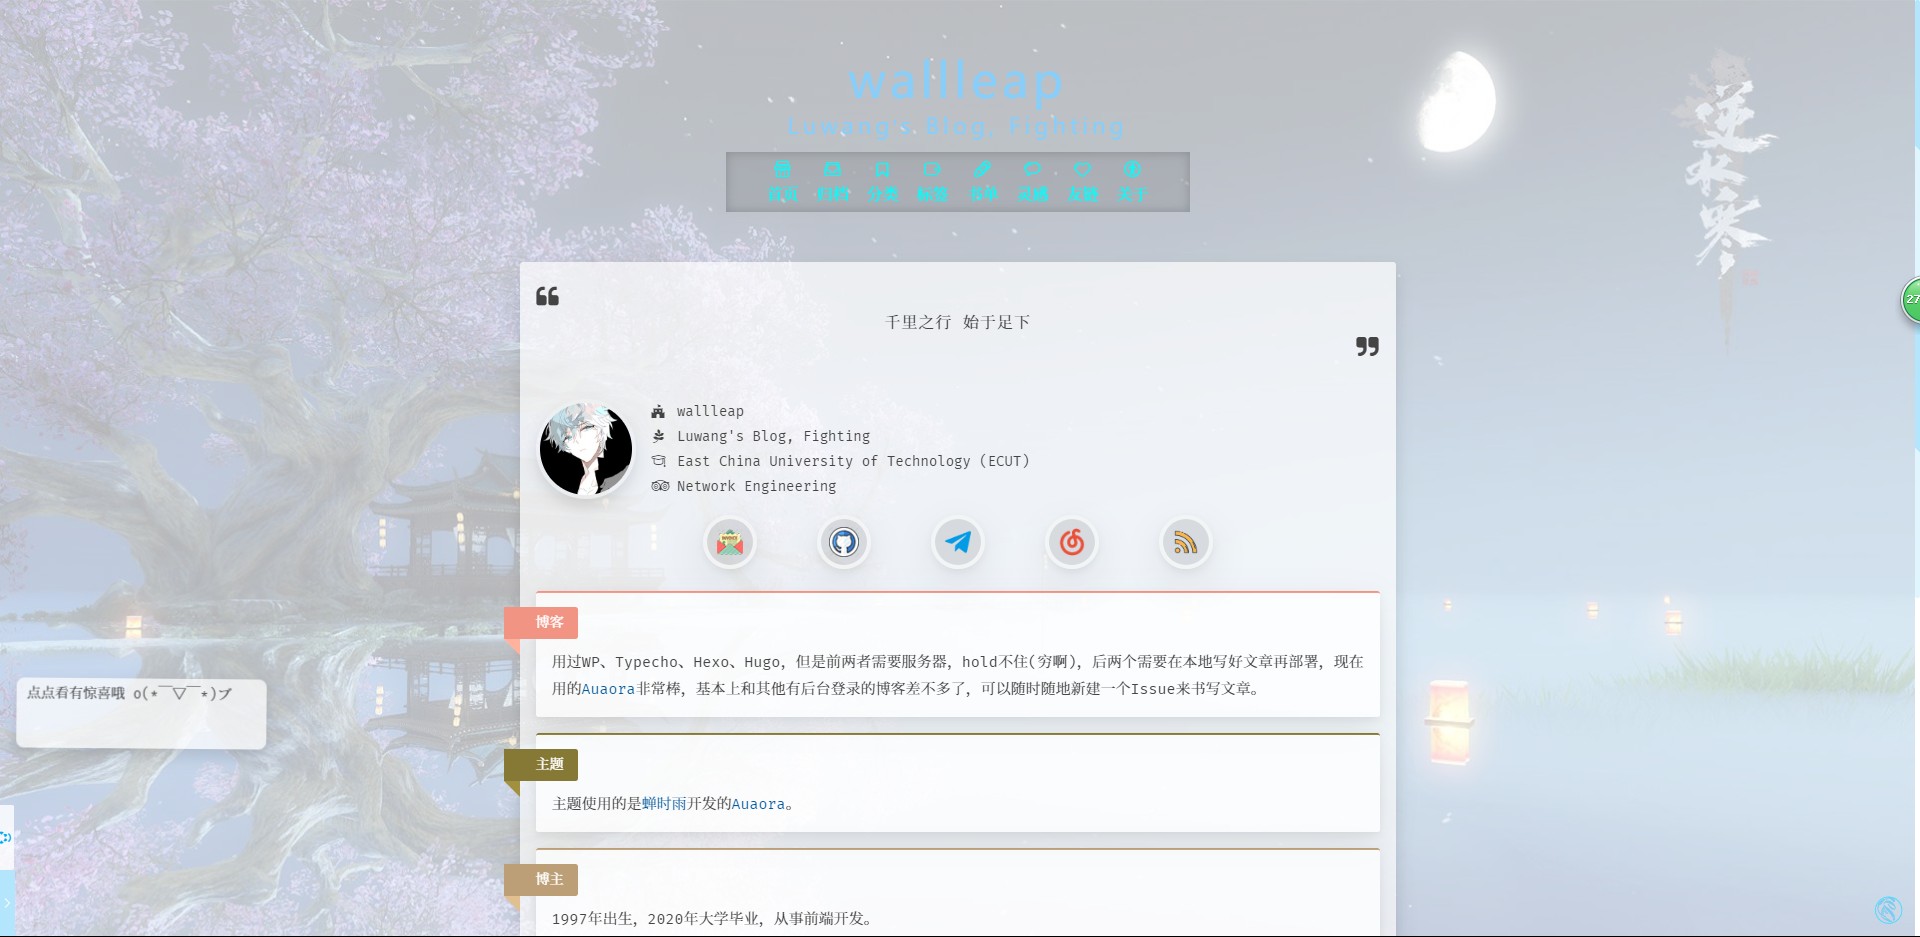 wallleap
Luwang's Blog, Fighting
首页 归档 分类 标签 书单 灵感 友链 关于
逆水寒
“
千里之行 始于足下
”
27
wallleap
Luwang's Blog, Fighting
East China University of Technology (ECUT)
Network Engineering
博客
用过WP、Typecho、Hexo、Hugo，但是前两者需要服务器，hold不住(穷啊)，后两个需要在本地写好文章再部署，现在
用的Auaora非常棒，基本上和其他有后台登录的博客差不多了，可以随时随地新建一个Issue来书写文章。
点点看有惊喜哦 o(*￣▽￣*)ブ
主题
主题使用的是蝉时雨开发的Auaora。
博主
1997年出生，2020年大学毕业，从事前端开发。